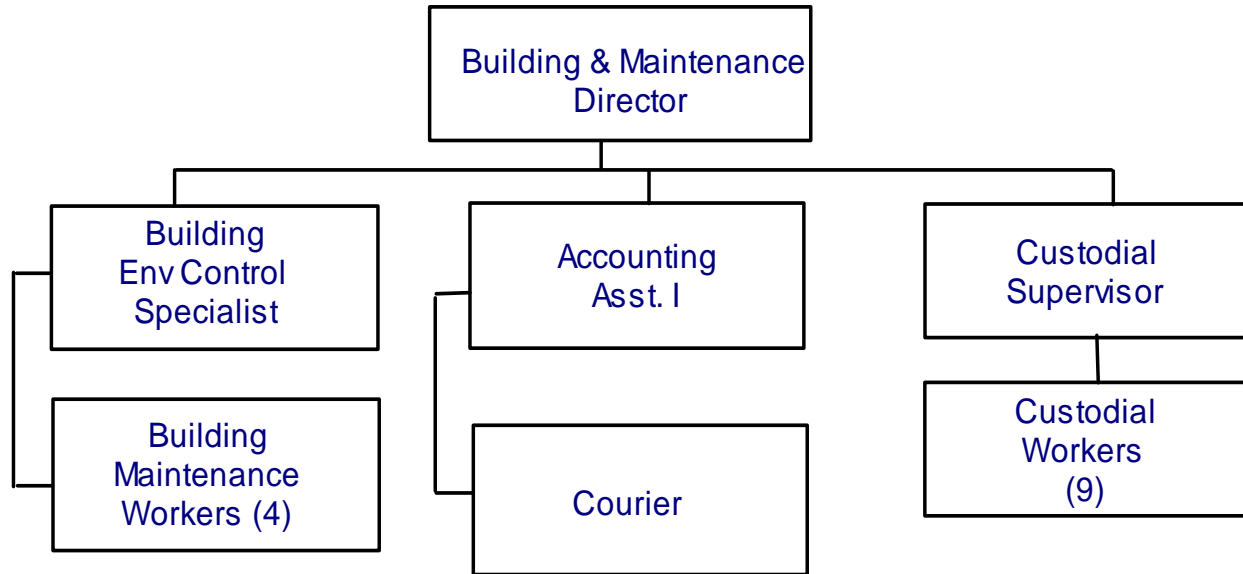 Building & Maintenance
Director
Building
Env Control
Specialist
Accounting
Asst. I
Custodial
Supervisor
Building
Maintenance
Workers (4)
Courier
Custodial
Workers
(9)